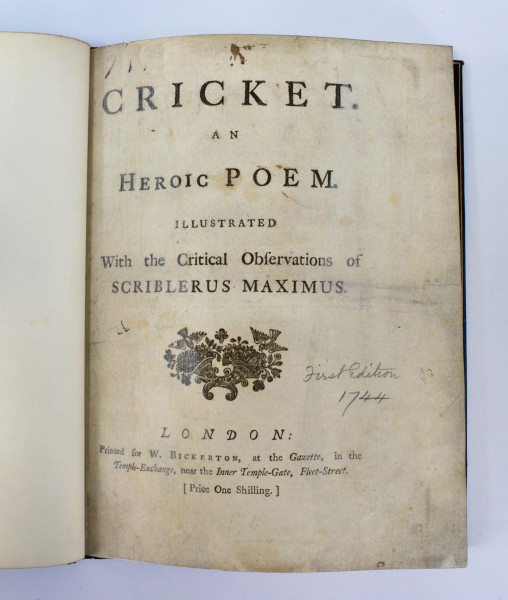 CRICKET.
AN
HEROIC POEM.
ILLUSTRATED
With the Critical Obſervations of
SCRIBLERUS MAXIMUS.
First Edition
1744
LONDON:
Printed for W. BICKERTON, at the Gazette, in the
Temple-Exchange, near the Inner Temple-Gate, Fleet-Street.
[ Price One Shilling. ]